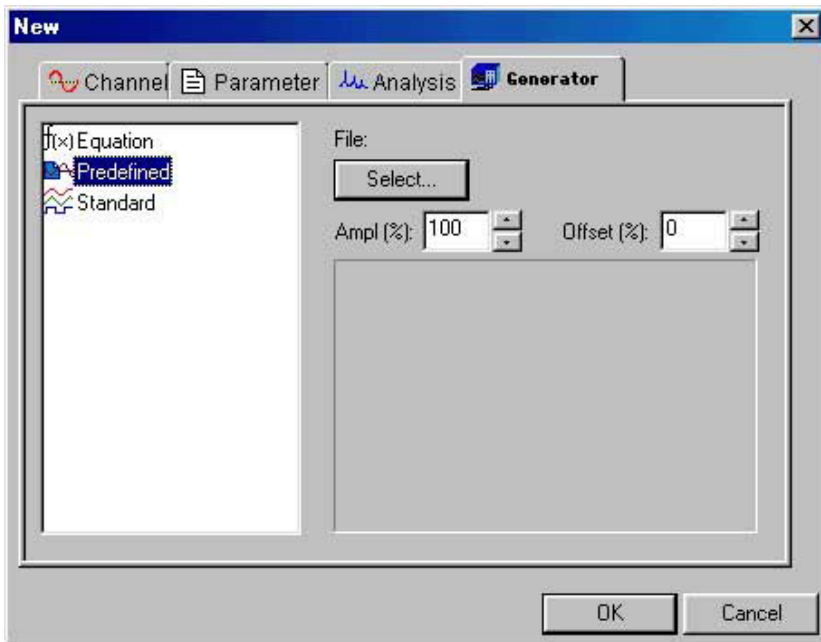 New
Channel Parameter Analysis Generator
f(x) Equation
Predefined
Standard
File:
Select...
Ampl (%): 100 Offset (%): 0
OK Cancel